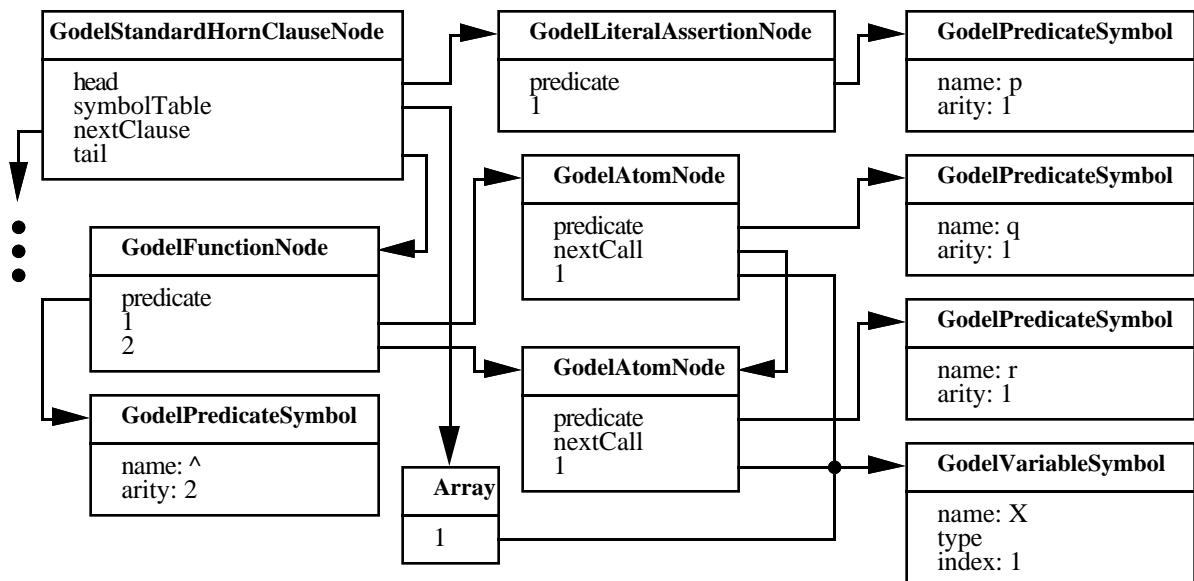 GodelStandardHornClauseNode
head
symbolTable
nextClause
tail
GodelLiteralAssertionNode
predicate
1
GodelPredicateSymbol
name: p
arity: 1
GodelAtomNode
predicate
nextCall
1
GodelPredicateSymbol
name: q
arity: 1
GodelFunctionNode
predicate
1
2
GodelAtomNode
predicate
nextCall
1
GodelPredicateSymbol
name: r
arity: 1
GodelPredicateSymbol
name: ^
arity: 2
Array
1
GodelVariableSymbol
name: X
type
index: 1